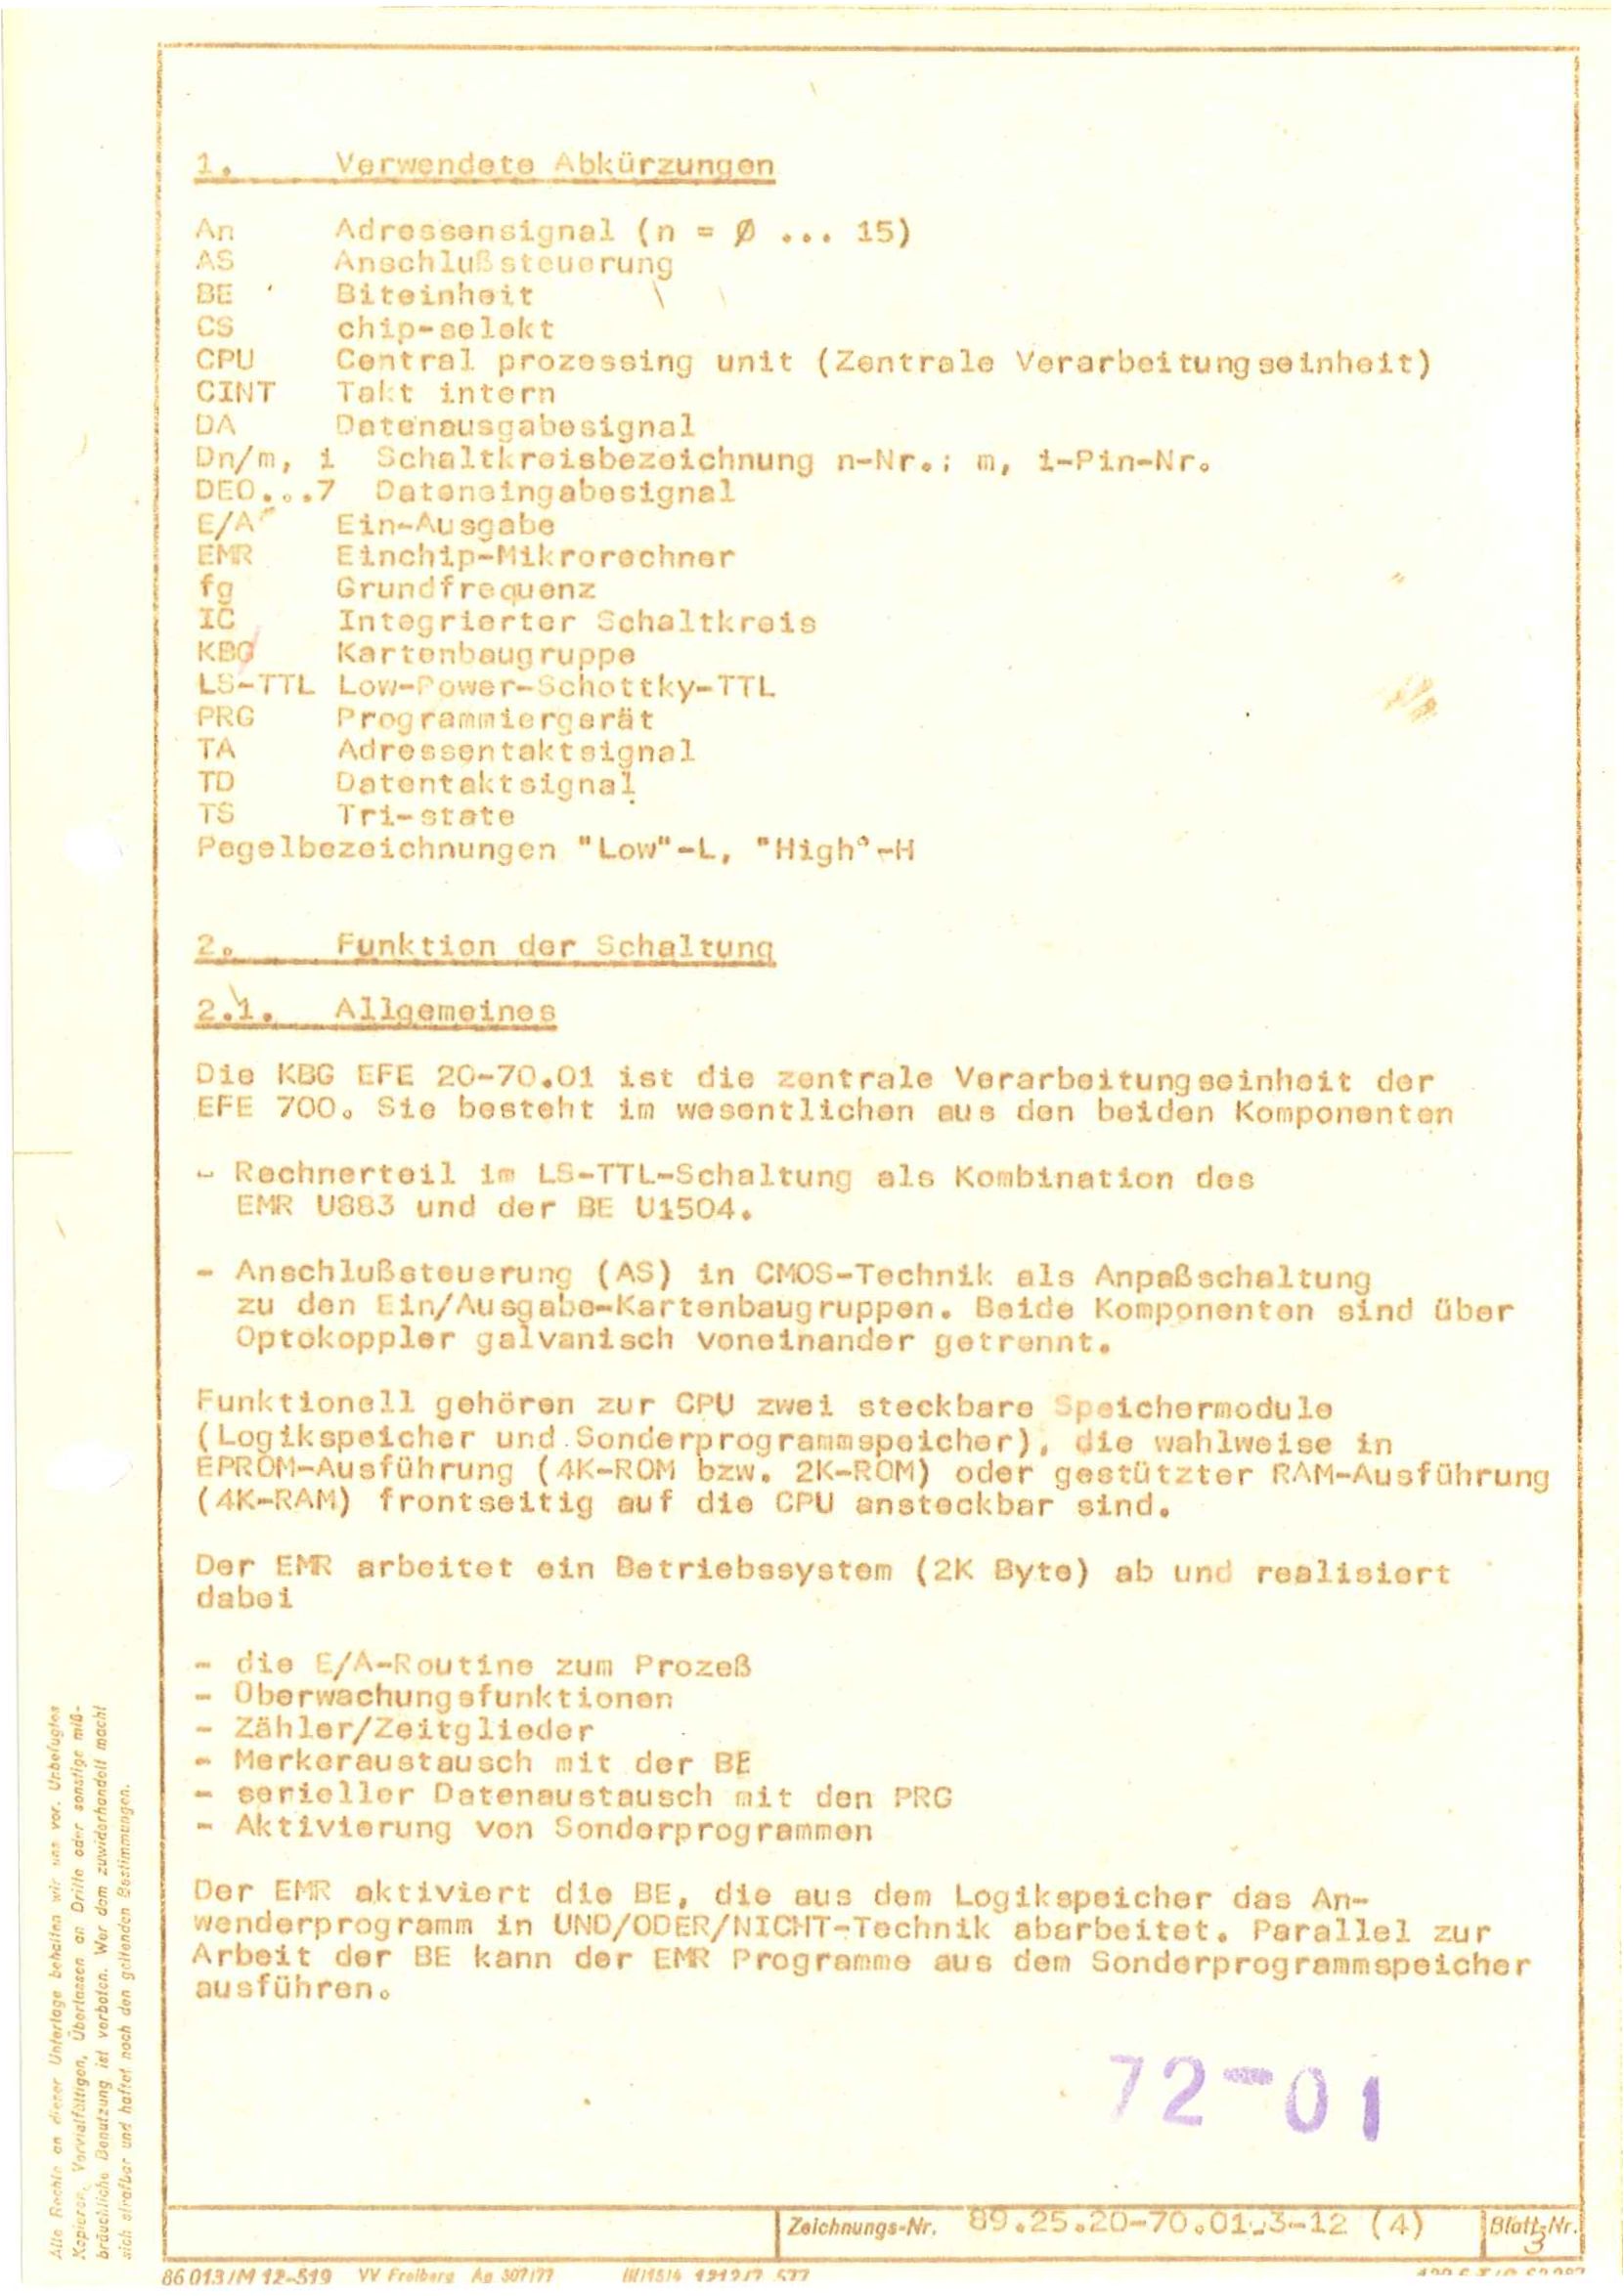 1. Verwendete Abkürzungen
An Adressensignal (n = Ø ... 15)
AS Anschlußsteuerung
BE Biteinheit
CS chip-selekt
CPU Central prozessing unit (Zentrale Verarbeitungseinheit)
CINT Takt intern
DA Datenausgabesignal
Dn/m, i Schaltkreisbezeichnung n-Nr.; m, i-Pin-Nr.
DEO...7 Dateneingabesignal
E/A Ein-Ausgabe
EMR Einchip-Mikrorechner
fg Grundfrequenz
IC Integrierter Schaltkreis
KBG Kartenbaugruppe
LS-TTL Low-Power-Schottky-TTL
PRG Programmiergerät
TA Adressentaktsignal
TD Datentaktsignal
TS Tri-state
Pegelbezeichnungen "Low"-L, "High"-H
2. Funktion der Schaltung
2.1. Allgemeines
Die KBG EFE 20-70.01 ist die zentrale Verarbeitungseinheit der
EFE 700. Sie besteht im wesentlichen aus den beiden Komponenten
- Rechnerteil im LS-TTL-Schaltung als Kombination des
EMR U883 und der BE U1504.
- Anschlußsteuerung (AS) in CMOS-Technik als Anpaßschaltung
zu den Ein/Ausgabe-Kartenbaugruppen. Beide Komponenten sind über
Optokoppler galvanisch voneinander getrennt.
Funktionell gehören zur CPU zwei steckbare Speichermodule
(Logikspeicher und Sonderprogrammspeicher), die wahlweise in
EPROM-Ausführung (4K-ROM bzw. 2K-ROM) oder gestützter RAM-Ausführung
(4K-RAM) frontseitig auf die CPU ansteckbar sind.
Der EMR arbeitet ein Betriebssystem (2K Byte) ab und realisiert
dabei
- die E/A-Routine zum Prozeß
- Überwachungsfunktionen
- Zähler/Zeitglieder
- Merkeraustausch mit der BE
- serieller Datenaustausch mit den PRG
- Aktivierung von Sonderprogrammen
Der EMR aktiviert die BE, die aus dem Logikspeicher das An-
wenderprogramm in UND/ODER/NICHT-Technik abarbeitet. Parallel zur
Arbeit der BE kann der EMR Programme aus dem Sonderprogrammspeicher
ausführen.
72-01
Zeichnungs-Nr. 89.25.20-70.01:3-12 (4) Blatt-Nr.
3
86 013/M 12-519 VV Freiberg Ag 307/77
Alle Rechte an dieser Unterlage behalten wir uns vor. Unbefugtes
Kopieren, Vervielfältigen, Überlassen an Dritte oder sonstige miß-
bräuchliche Benutzung ist verboten. Wer dem zuwiderhandelt macht
sich strafbar und haftet nach den geltenden Bestimmungen.